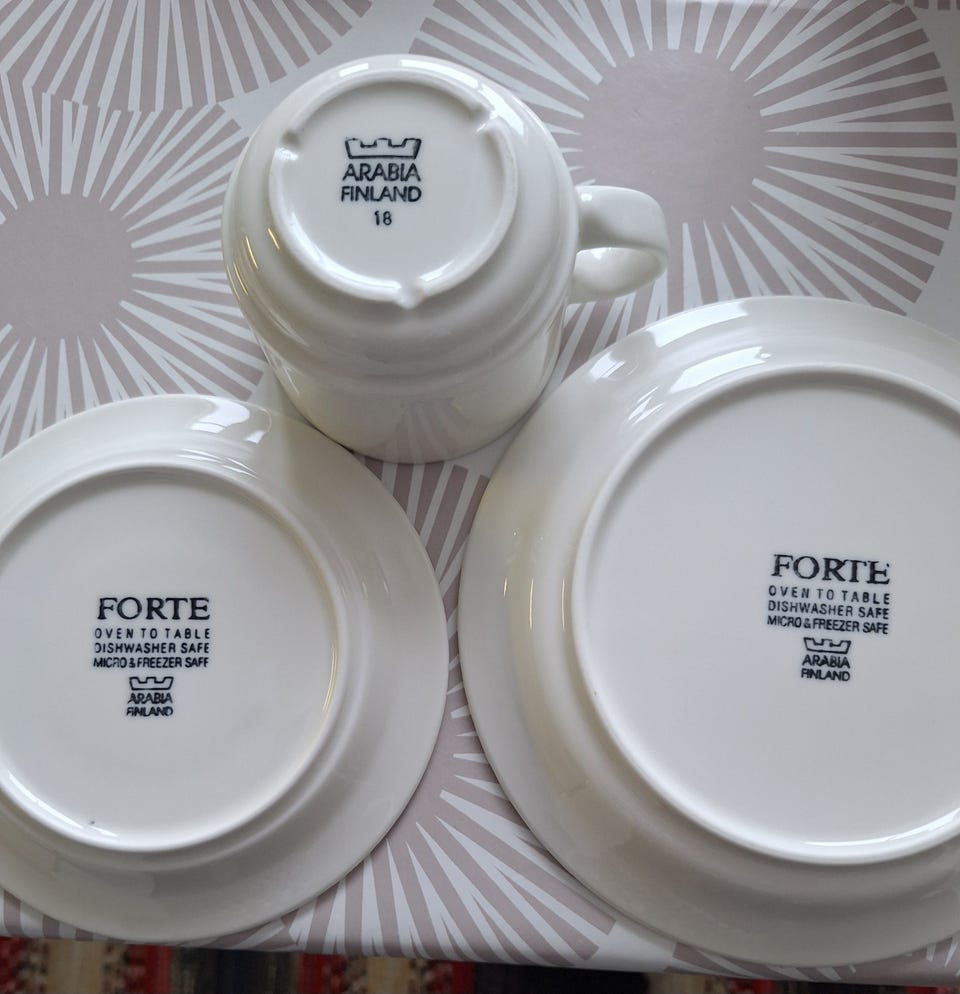 ARABIA
FINLAND
18
FORTE
OVEN TO TABLE
DISHWASHER SAFE
MICRO & FREEZER SAFE
ARABIA
FINLAND
FORTE
OVEN TO TABLE
DISHWASHER SAFE
MICRO & FREEZER SAFE
ARABIA
FINLAND